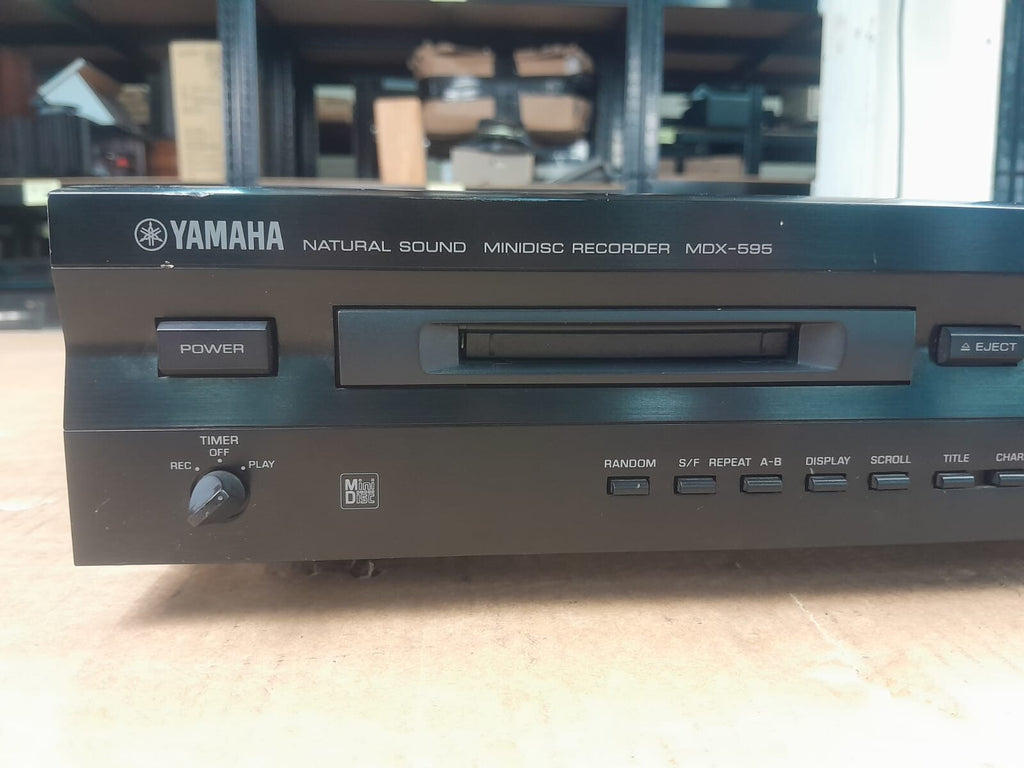 YAMAHA NATURAL SOUND MINIDISC RECORDER MDX-595
POWER
⏏ EJECT
TIMER
OFF
REC PLAY
Mini
Disc
RANDOM S/F REPEAT A-B DISPLAY SCROLL TITLE CHAR